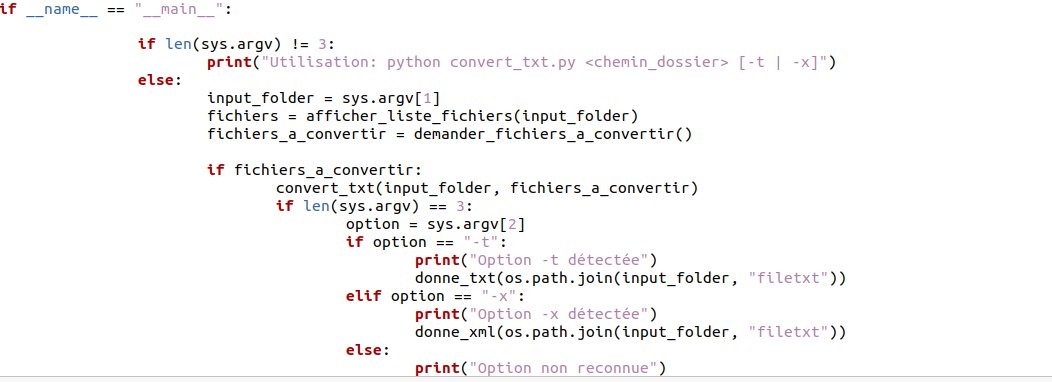 if __name__ == "__main__":
if len(sys.argv) != 3:
print("Utilisation: python convert_txt.py <chemin_dossier> [-t | -x]")
else:
input_folder = sys.argv[1]
fichiers = afficher_liste_fichiers(input_folder)
fichiers_a_convertir = demander_fichiers_a_convertir()
if fichiers_a_convertir:
convert_txt(input_folder, fichiers_a_convertir)
if len(sys.argv) == 3:
option = sys.argv[2]
if option == "-t":
print("Option -t détectée")
donne_txt(os.path.join(input_folder, "filetxt"))
elif option == "-x":
print("Option -x détectée")
donne_xml(os.path.join(input_folder, "filetxt"))
else:
print("Option non reconnue")